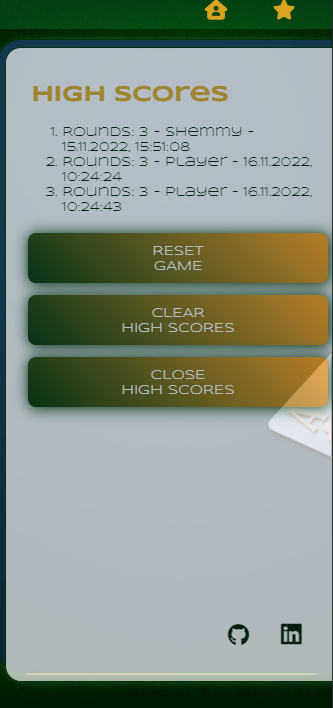 High Scores
1. Rounds: 3 - Shemmy -
15.11.2022, 15:51:08
2. Rounds: 3 - Player - 16.11.2022,
10:24:24
3. Rounds: 3 - Player - 16.11.2022,
10:24:43
RESET
GAME
CLEAR
HIGH SCORES
CLOSE
HIGH SCORES
A
in